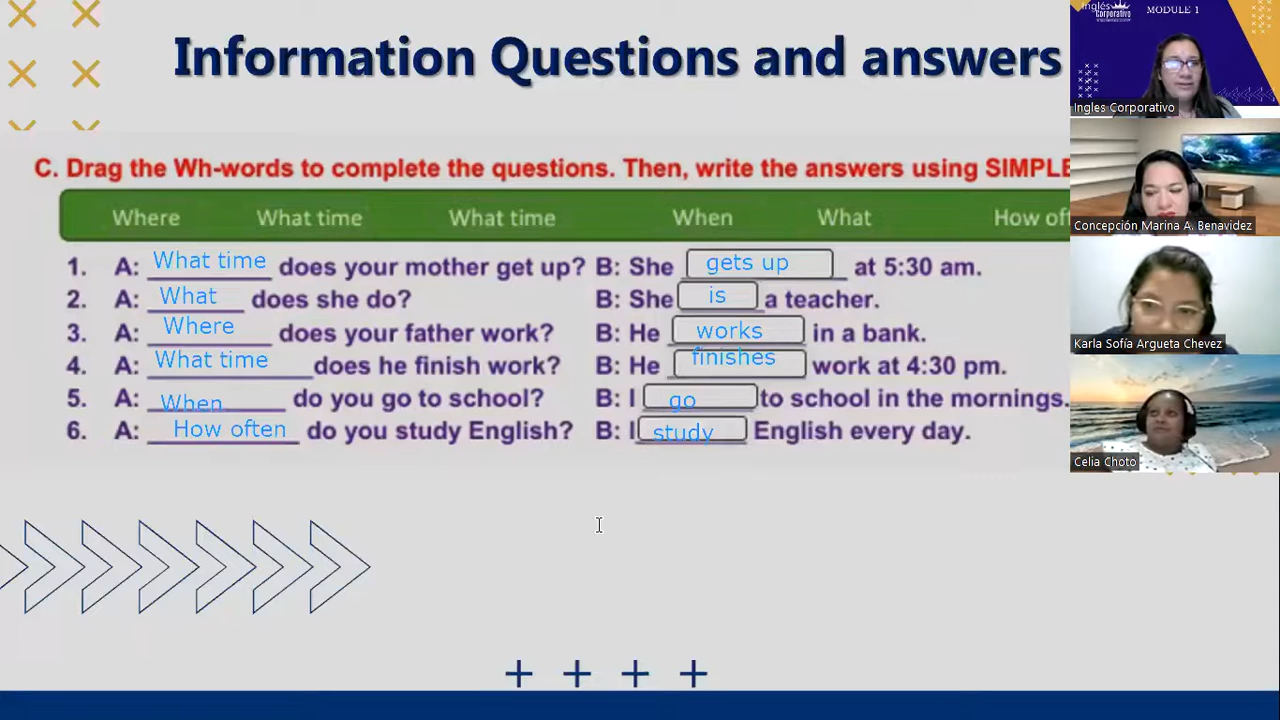 Information Questions and answers
C. Drag the Wh-words to complete the questions. Then, write the answers using SIMPLE
Where What time What time When What How oft
1. A: What time does your mother get up? B: She gets up at 5:30 am.
2. A: What does she do? B: She is a teacher.
3. A: Where does your father work? B: He works in a bank.
4. A: What time does he finish work? B: He finishes work at 4:30 pm.
5. A: When do you go to school? B: I go to school in the mornings.
6. A: How often do you study English? B: I study English every day.
Inglés
Corporativo
MODULE 1
Ingles Corporativo
Concepción Marina A. Benavidez
Karla Sofía Argueta Chevez
Celia Choto